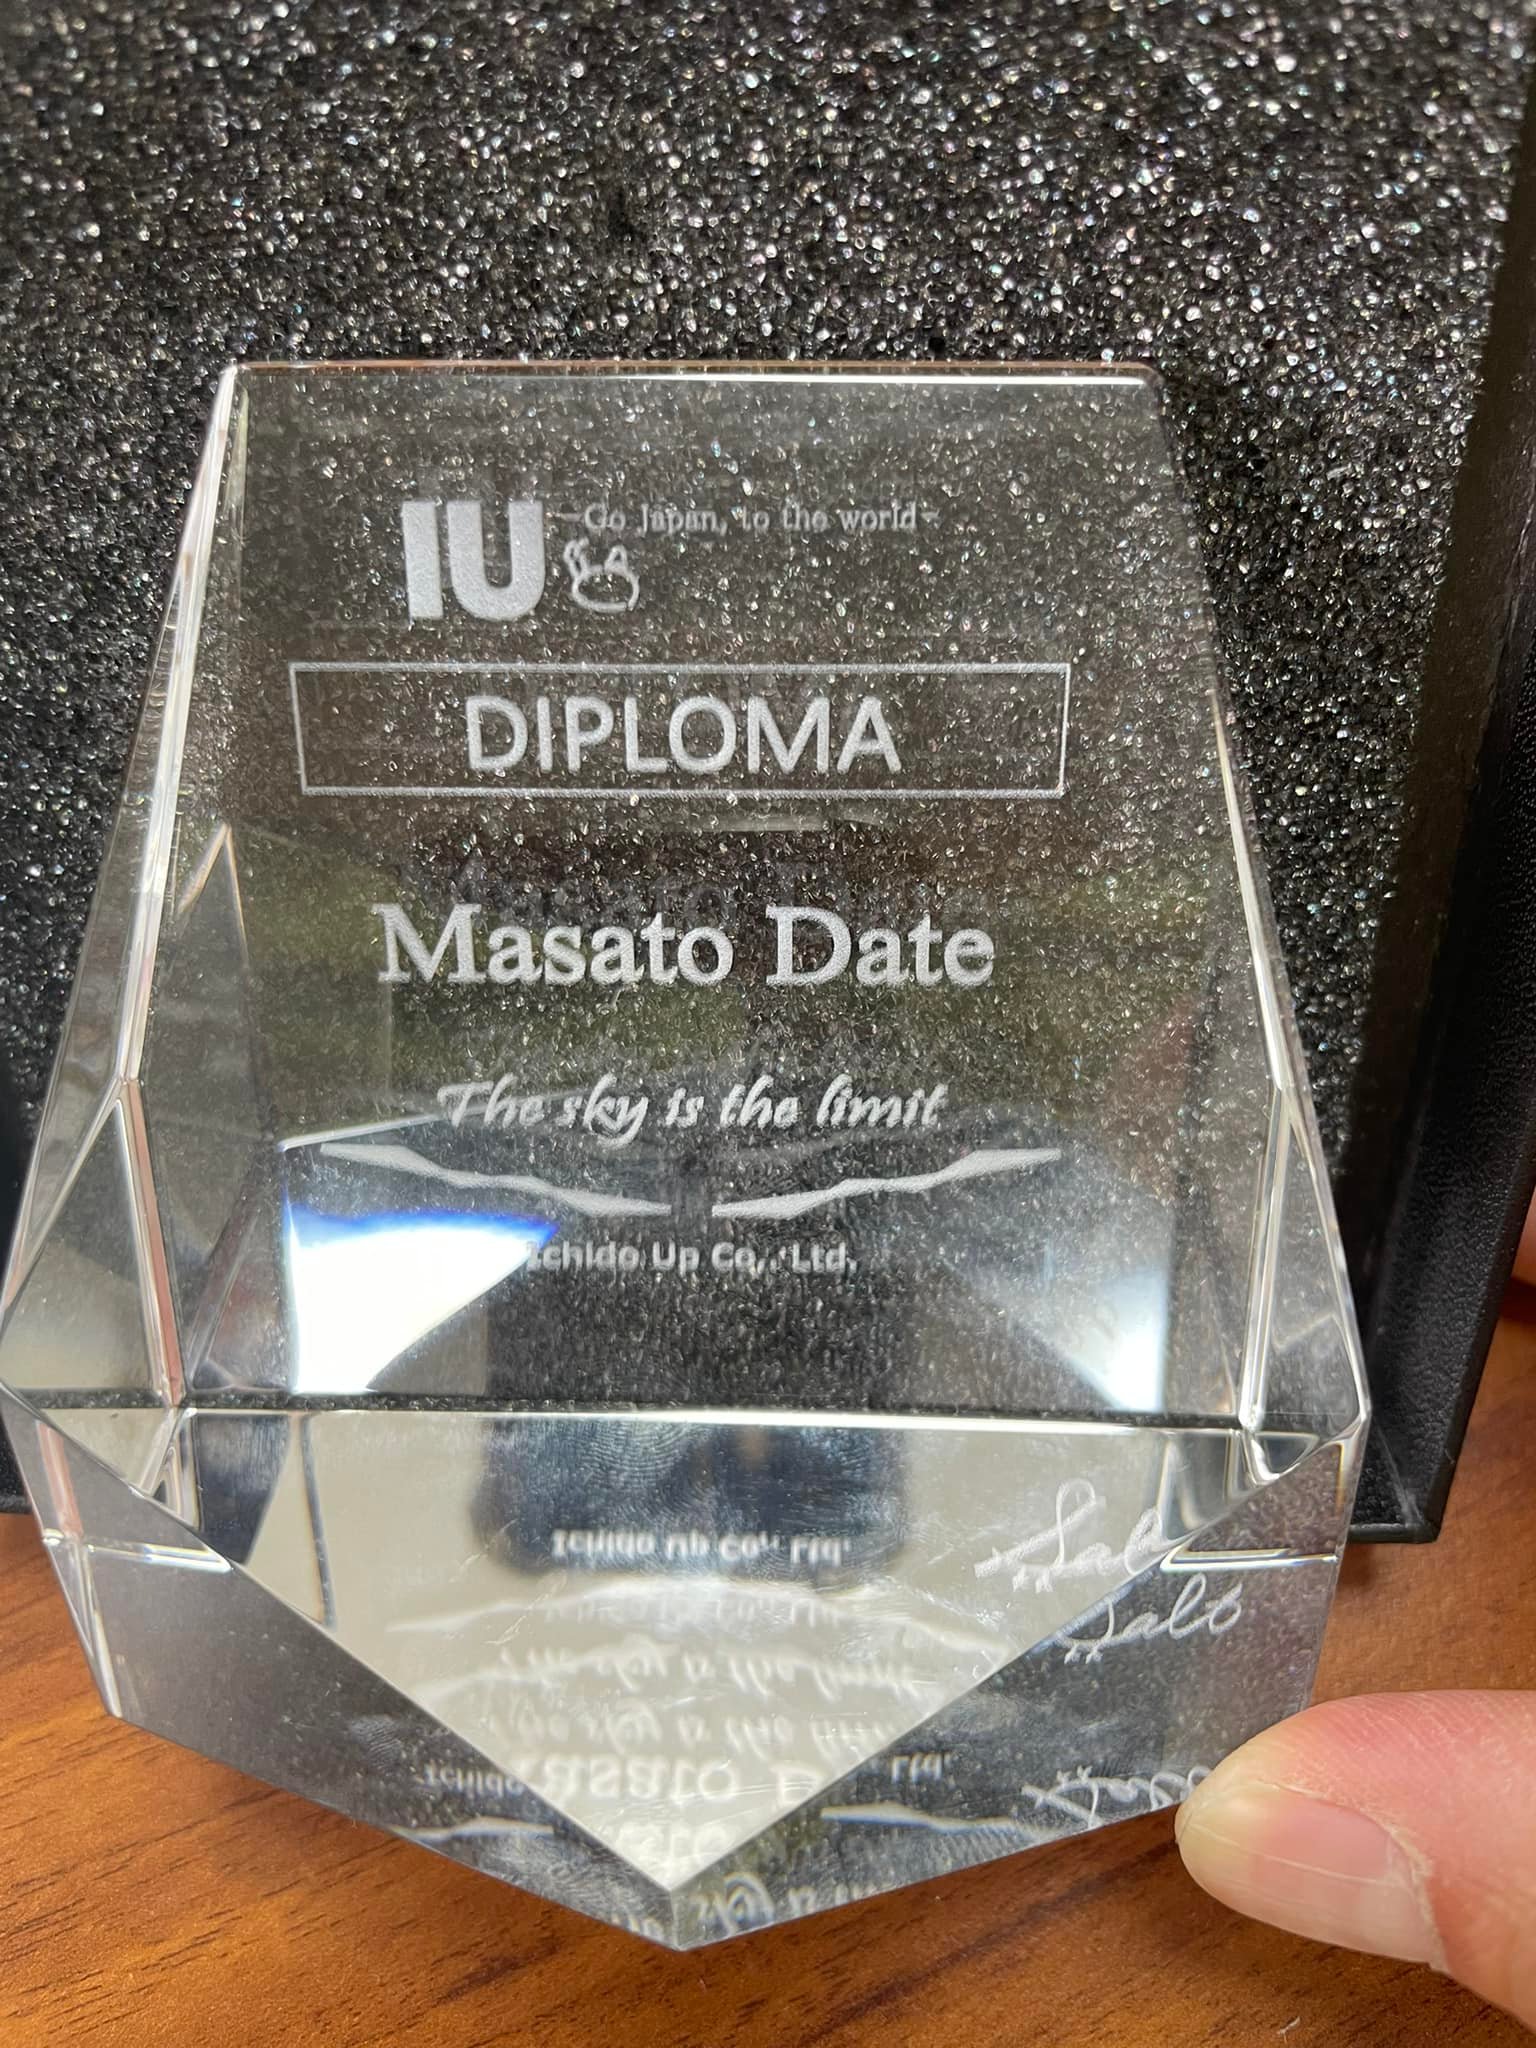 IU -Go Japan, to the world-
DIPLOMA
Masato Date
The sky is the limit
Ichido Up Co., Ltd.